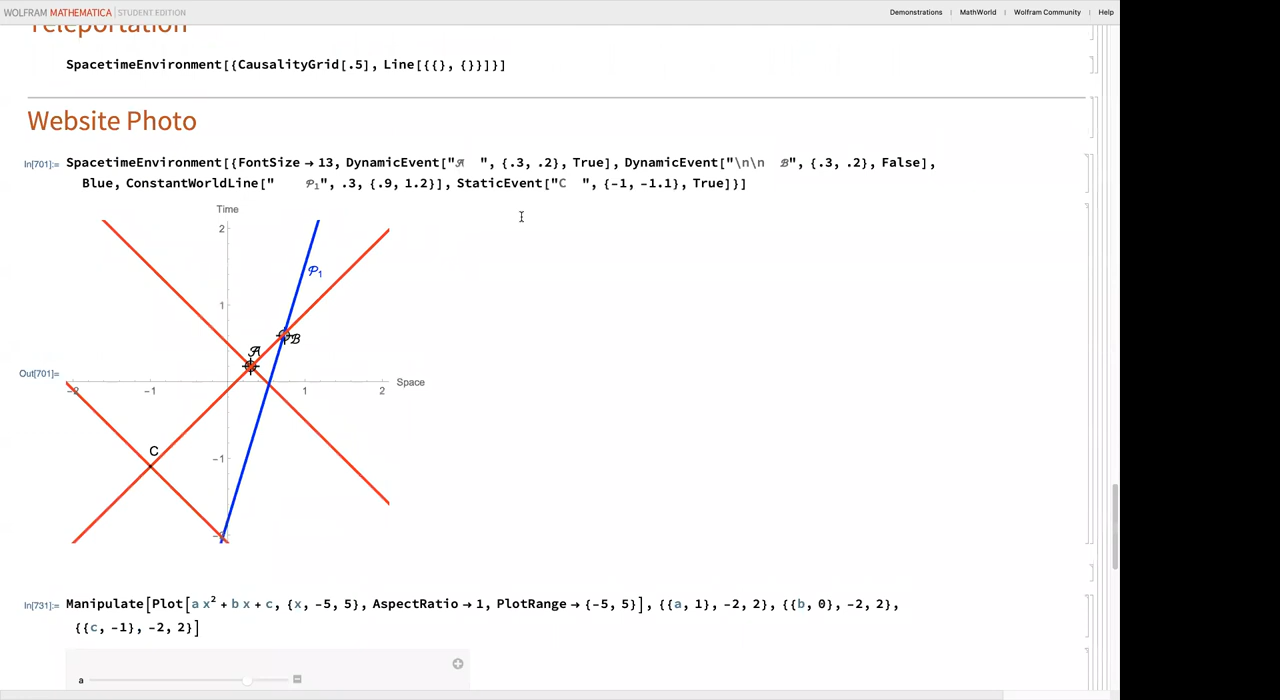 WOLFRAM MATHEMATICA | STUDENT EDITION
Demonstrations | MathWorld | Wolfram Community | Help
Teleportation
SpacetimeEnvironment[{CausalityGrid[.5], Line[{{}, {}}]}]
Website Photo
In[701]:= SpacetimeEnvironment[{FontSize → 13, DynamicEvent["𝒜  ", {.3, .2}, True], DynamicEvent["\n\n  ℬ", {.3, .2}, False],
Blue, ConstantWorldLine["    𝒫₁", .3, {.9, 1.2}], StaticEvent["C  ", {-1, -1.1}, True]}]
Time
2
𝒫₁
1
ℬ
𝒜
Out[701]=
-2 -1 1 2 Space
C
-1
-2
In[731]:= Manipulate[Plot[a x² + b x + c, {x, -5, 5}, AspectRatio → 1, PlotRange → {-5, 5}], {{a, 1}, -2, 2}, {{b, 0}, -2, 2},
{{c, -1}, -2, 2}]
a